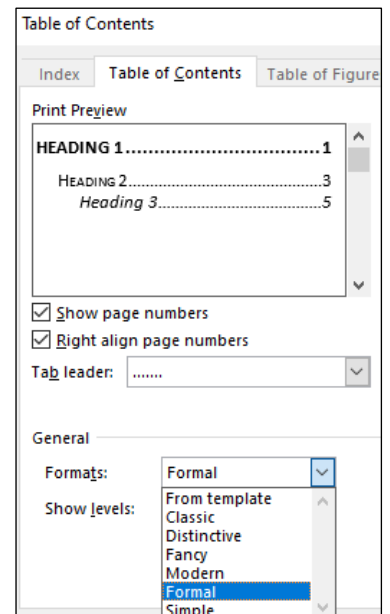 Table of Contents
Index Table of Contents Table of Figure
Print Preview
HEADING 1................................1
HEADING 2................................3
Heading 3................................5
Show page numbers
Right align page numbers
Tab leader: .......
General
Formats: Formal
From template
Show levels:
Classic
Distinctive
Fancy
Modern
Formal
Simple